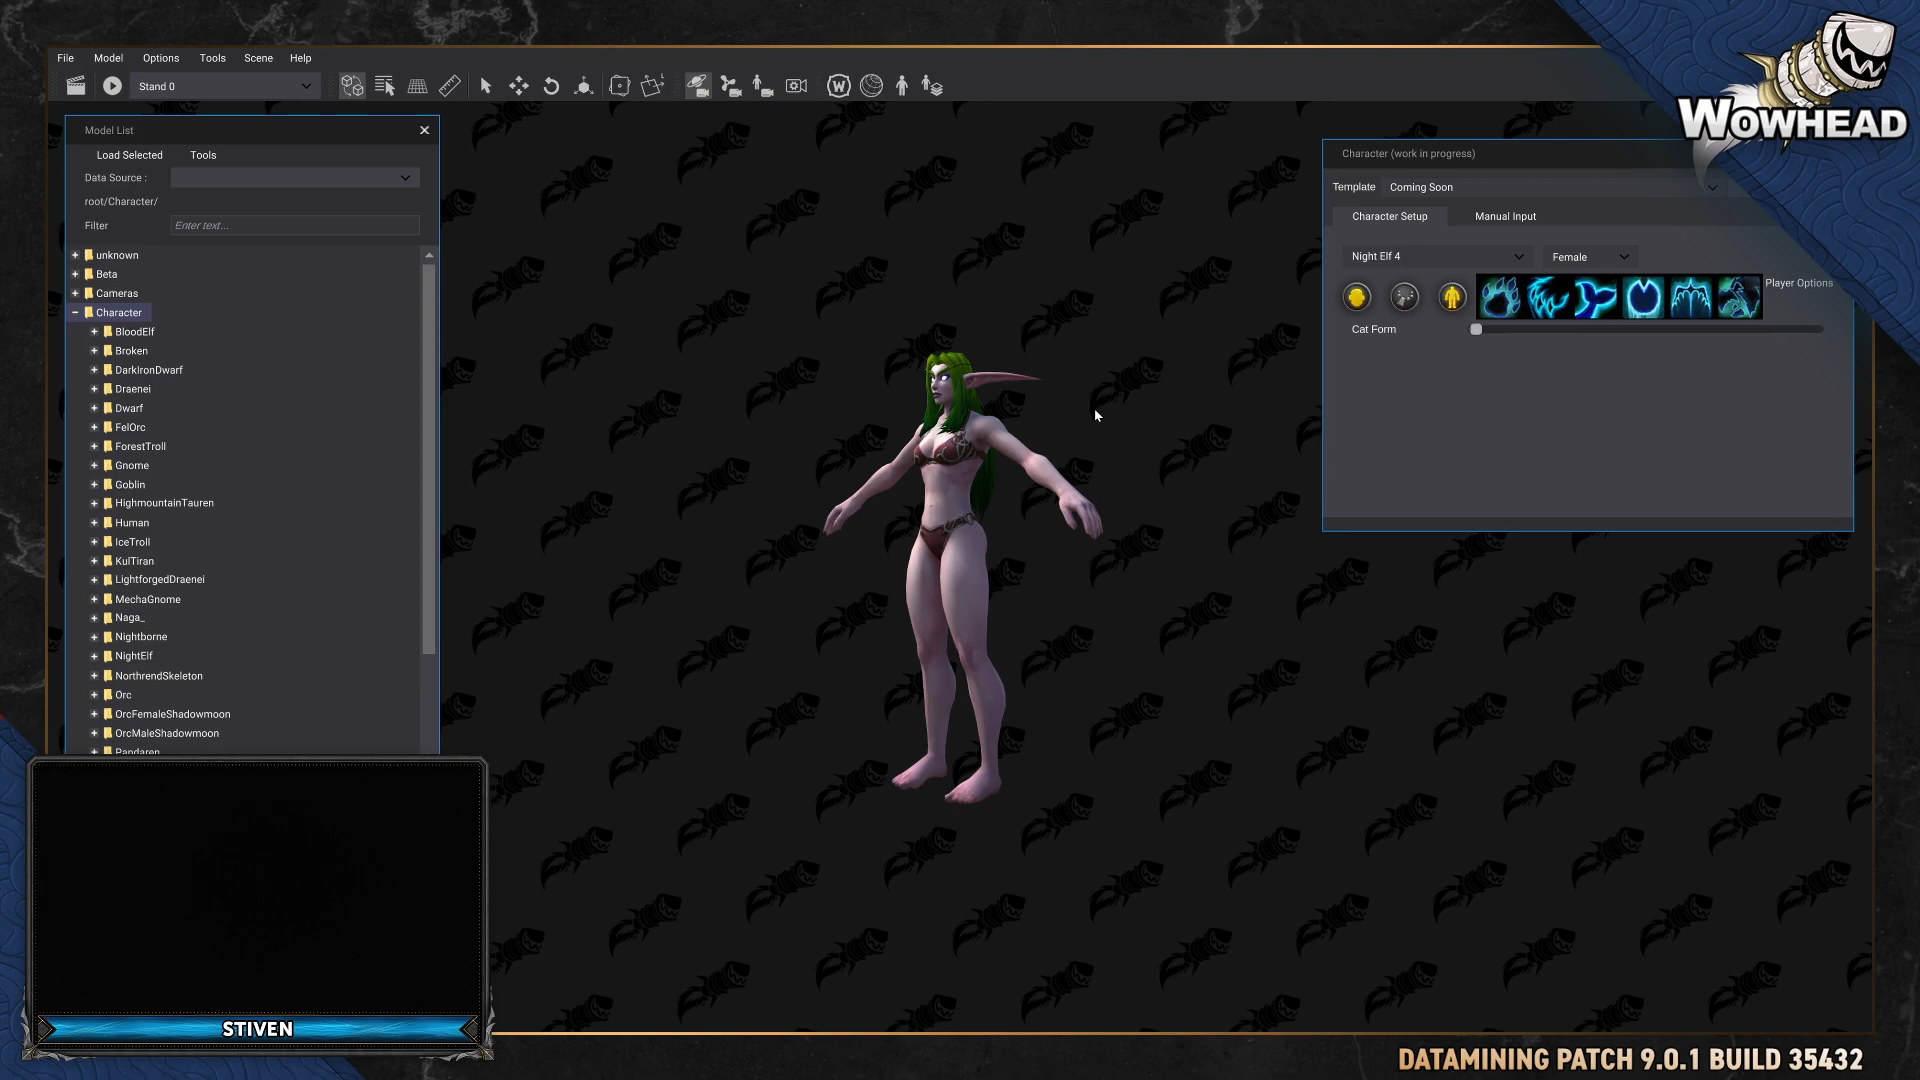 File Model Options Tools Scene Help
Stand 0
Model List
Load Selected Tools
Data Source :
root/Character/
Filter Enter text...
unknown
Beta
Cameras
Character
BloodElf
Broken
DarkIronDwarf
Draenei
Dwarf
FelOrc
ForestTroll
Gnome
Goblin
HighmountainTauren
Human
IceTroll
KulTiran
LightforgedDraenei
MechaGnome
Naga_
Nightborne
NightElf
NorthrendSkeleton
Orc
OrcFemaleShadowmoon
OrcMaleShadowmoon
Pandaren
STIVEN
WOWHEAD
Character (work in progress)
Template Coming Soon
Character Setup Manual Input
Night Elf 4 Female
Player Options
Cat Form
DATAMINING PATCH 9.0.1 BUILD 35432